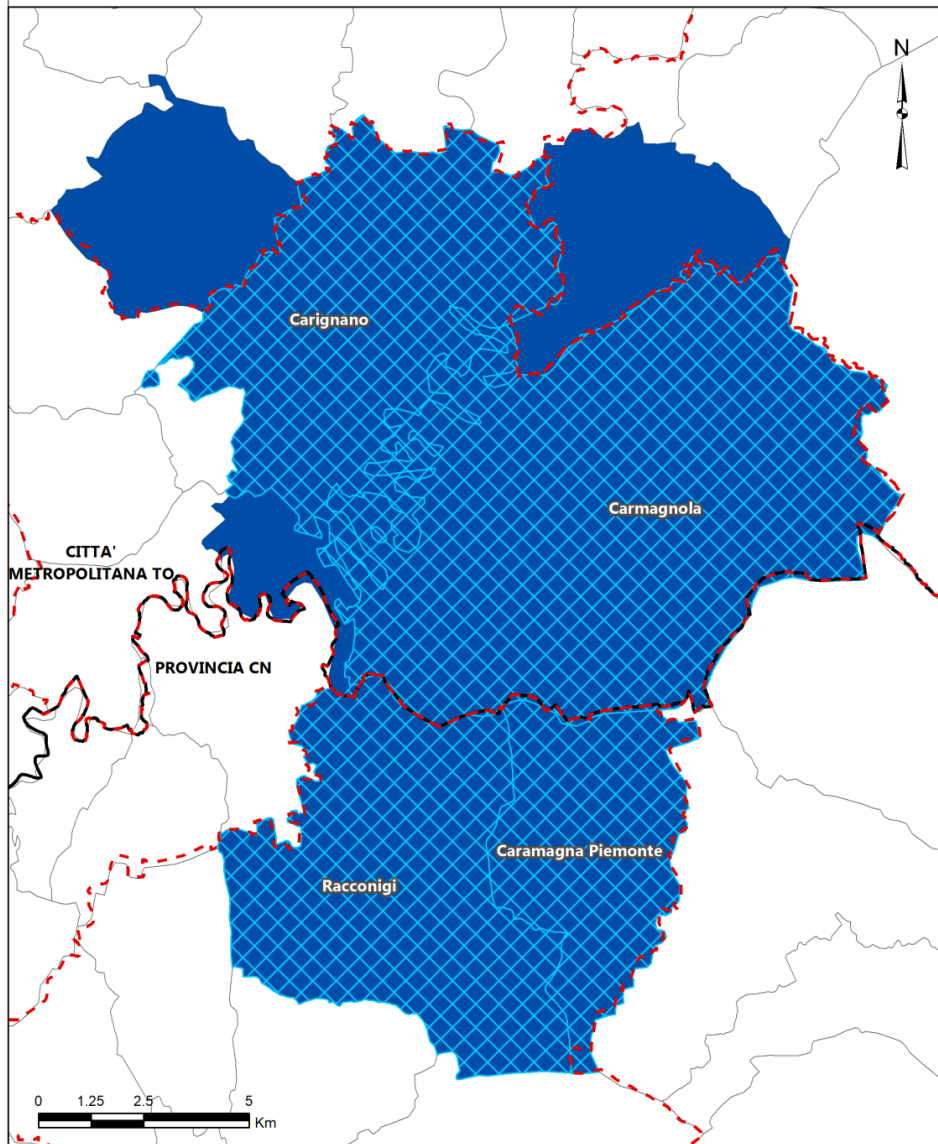 N
Carignano
Carmagnola
CITTA'
METROPOLITANA TO
PROVINCIA CN
Caramagna Piemonte
Racconigi
0 1.25 2.5 5
Km